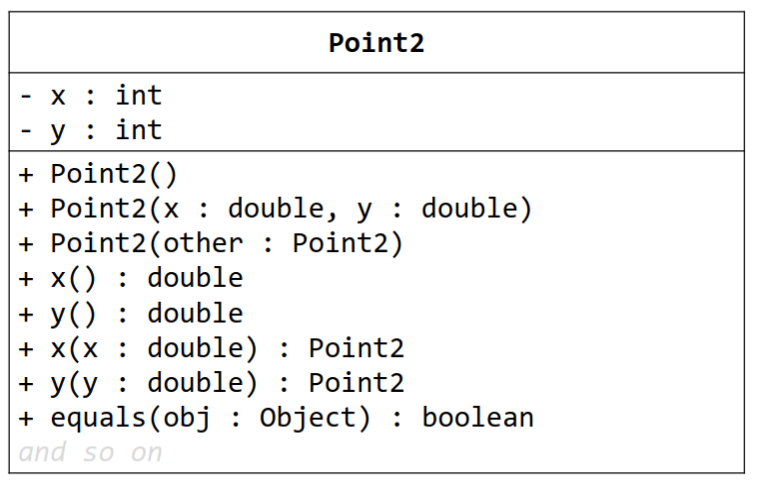 Point2
- x : int
- y : int
+ Point2()
+ Point2(x : double, y : double)
+ Point2(other : Point2)
+ x() : double
+ y() : double
+ x(x : double) : Point2
+ y(y : double) : Point2
+ equals(obj : Object) : boolean
and so on